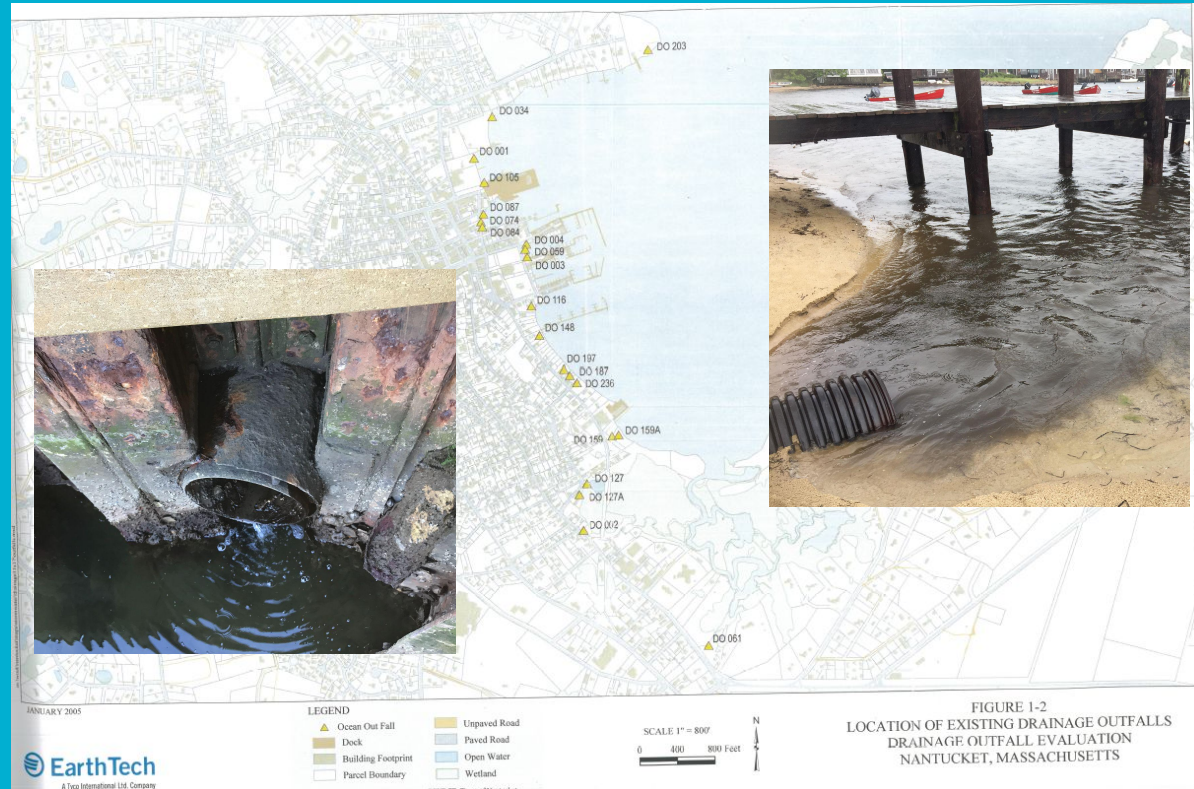 DO 203
DO 034
DO 001
DO 105
DO 087
DO 074
DO 084
DO 004
DO 059
DO 003
DO 116
DO 148
DO 197
DO 187
DO 236
DO 159A
DO 159
DO 127
DO 127A
DO 002
DO 061
JANUARY 2005
EarthTech
A Tyco International Ltd. Company
LEGEND
Ocean Out Fall
Dock
Building Footprint
Parcel Boundary
Unpaved Road
Paved Road
Open Water
Wetland
SCALE 1" = 800'
0 400 800 Feet
N
FIGURE 1-2
LOCATION OF EXISTING DRAINAGE OUTFALLS
DRAINAGE OUTFALL EVALUATION
NANTUCKET, MASSACHUSETTS